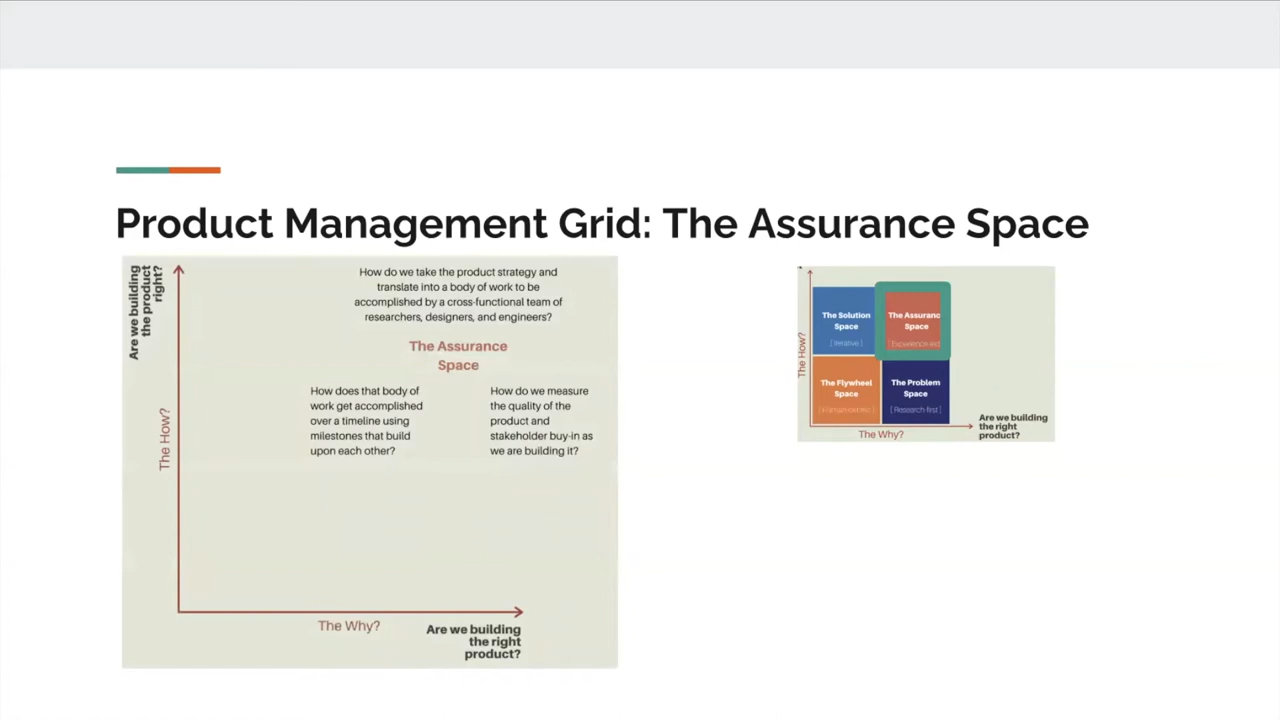 Product Management Grid: The Assurance Space
Are we building
the product
right?
How do we take the product strategy and
translate into a body of work to be
accomplished by a cross-functional team of
researchers, designers, and engineers?
The Assurance
Space
How does that body of
work get accomplished
over a timeline using
milestones that build
upon each other?
How do we measure
the quality of the
product and
stakeholder buy-in as
we are building it?
The How?
The Why?
Are we building
the right
product?
The How?
The Solution
Space
[ Iterative ]
The Assuranc
Space
[ Experience-led
The Flywheel
Space
The Problem
Space
[ Research-first ]
The Why?
Are we building
the right
product?